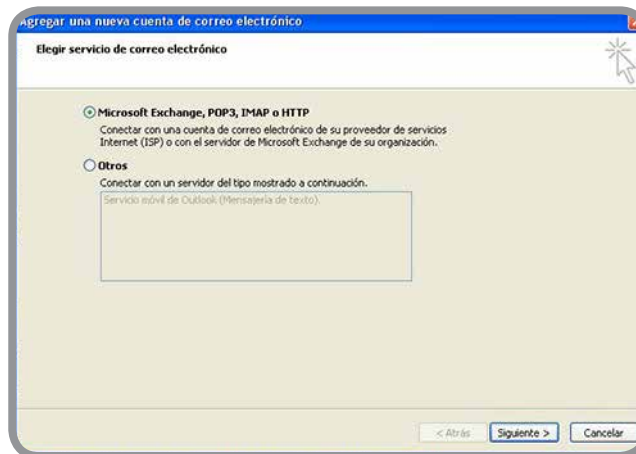 Agregar una nueva cuenta de correo electrónico
Elegir servicio de correo electrónico
Microsoft Exchange, POP3, IMAP o HTTP
Conectar con una cuenta de correo electrónico de su proveedor de servicios
Internet (ISP) o con el servidor de Microsoft Exchange de su organización.
Otros
Conectar con un servidor del tipo mostrado a continuación.
Servicio móvil de Outlook (Mensajería de texto)
< Atrás Siguiente > Cancelar